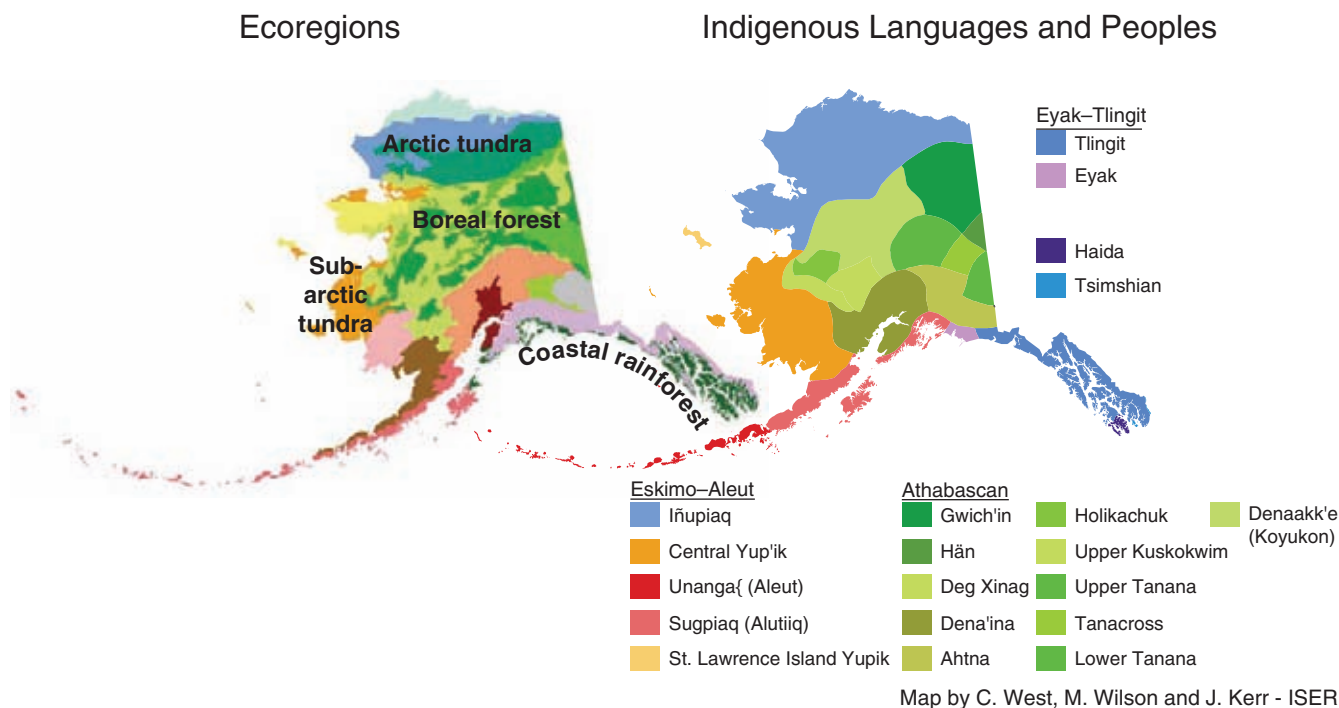 Ecoregions
Indigenous Languages and Peoples
Arctic tundra
Boreal forest
Sub-
arctic
tundra
Coastal rainforest
Eyak–Tlingit
Tlingit
Eyak
Haida
Tsimshian
Eskimo–Aleut
Iñupiaq
Central Yup'ik
Unanga{ (Aleut)
Sugpiaq (Alutiiq)
St. Lawrence Island Yupik
Athabascan
Gwich'in
Hän
Deg Xinag
Dena'ina
Ahtna
Holikachuk
Upper Kuskokwim
Upper Tanana
Tanacross
Lower Tanana
Denaakk'e
(Koyukon)
Map by C. West, M. Wilson and J. Kerr - ISER